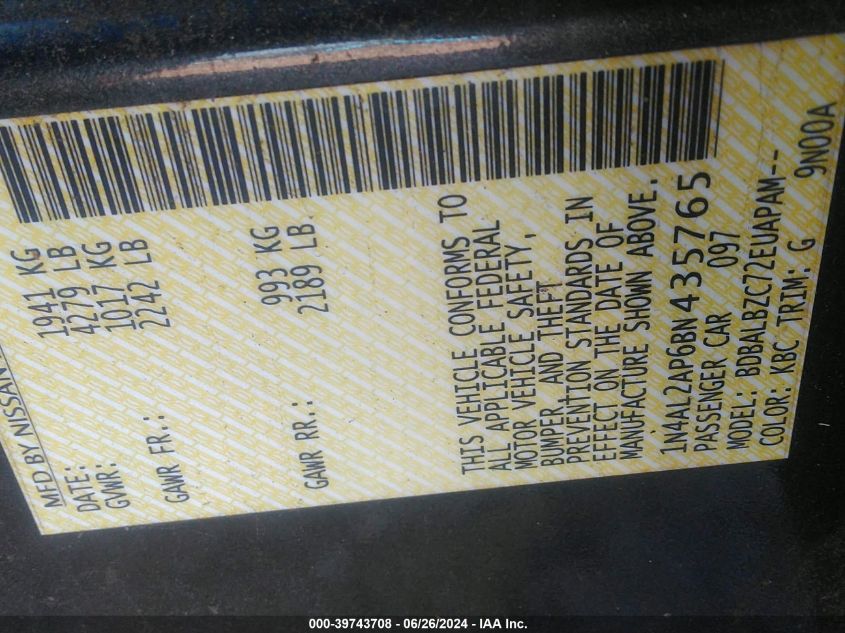 MFD BY NISSAN
DATE:
GVWR: 1941 KG
4279 LB
GAWR FR.: 1017 KG
2242 LB
GAWR RR.: 993 KG
2189 LB
THIS VEHICLE CONFORMS TO
ALL APPLICABLE FEDERAL
MOTOR VEHICLE SAFETY,
BUMPER, AND THEFT
PREVENTION STANDARDS IN
EFFECT ON THE DATE OF
MANUFACTURE SHOWN ABOVE.
1N4AL2AP6BN435765
PASSENGER CAR 097
MODEL: BDBALBZC72EUAPAM--
COLOR: KBC TRIM: G 9N00A
000-39743708 - 06/26/2024 - IAA Inc.